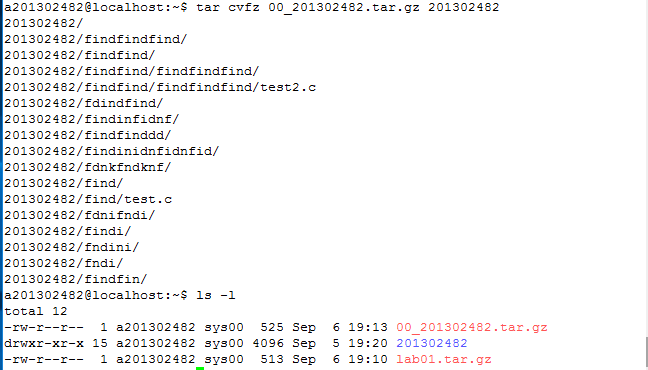 a201302482@localhost:~$ tar cvfz 00_201302482.tar.gz 201302482
201302482/
201302482/findfindfind/
201302482/findfind/
201302482/findfind/findfindfind/
201302482/findfind/findfindfind/test2.c
201302482/fdindfind/
201302482/findinfidnf/
201302482/findfinddd/
201302482/findinidnfidnfid/
201302482/fdnkfndknf/
201302482/find/
201302482/find/test.c
201302482/fdnifndi/
201302482/findi/
201302482/fndini/
201302482/fndi/
201302482/findfin/
a201302482@localhost:~$ ls -l
total 12
-rw-r--r--  1 a201302482 sys00  525 Sep  6 19:13 00_201302482.tar.gz
drwxr-xr-x 15 a201302482 sys00 4096 Sep  5 19:20 201302482
-rw-r--r--  1 a201302482 sys00  513 Sep  6 19:10 lab01.tar.gz